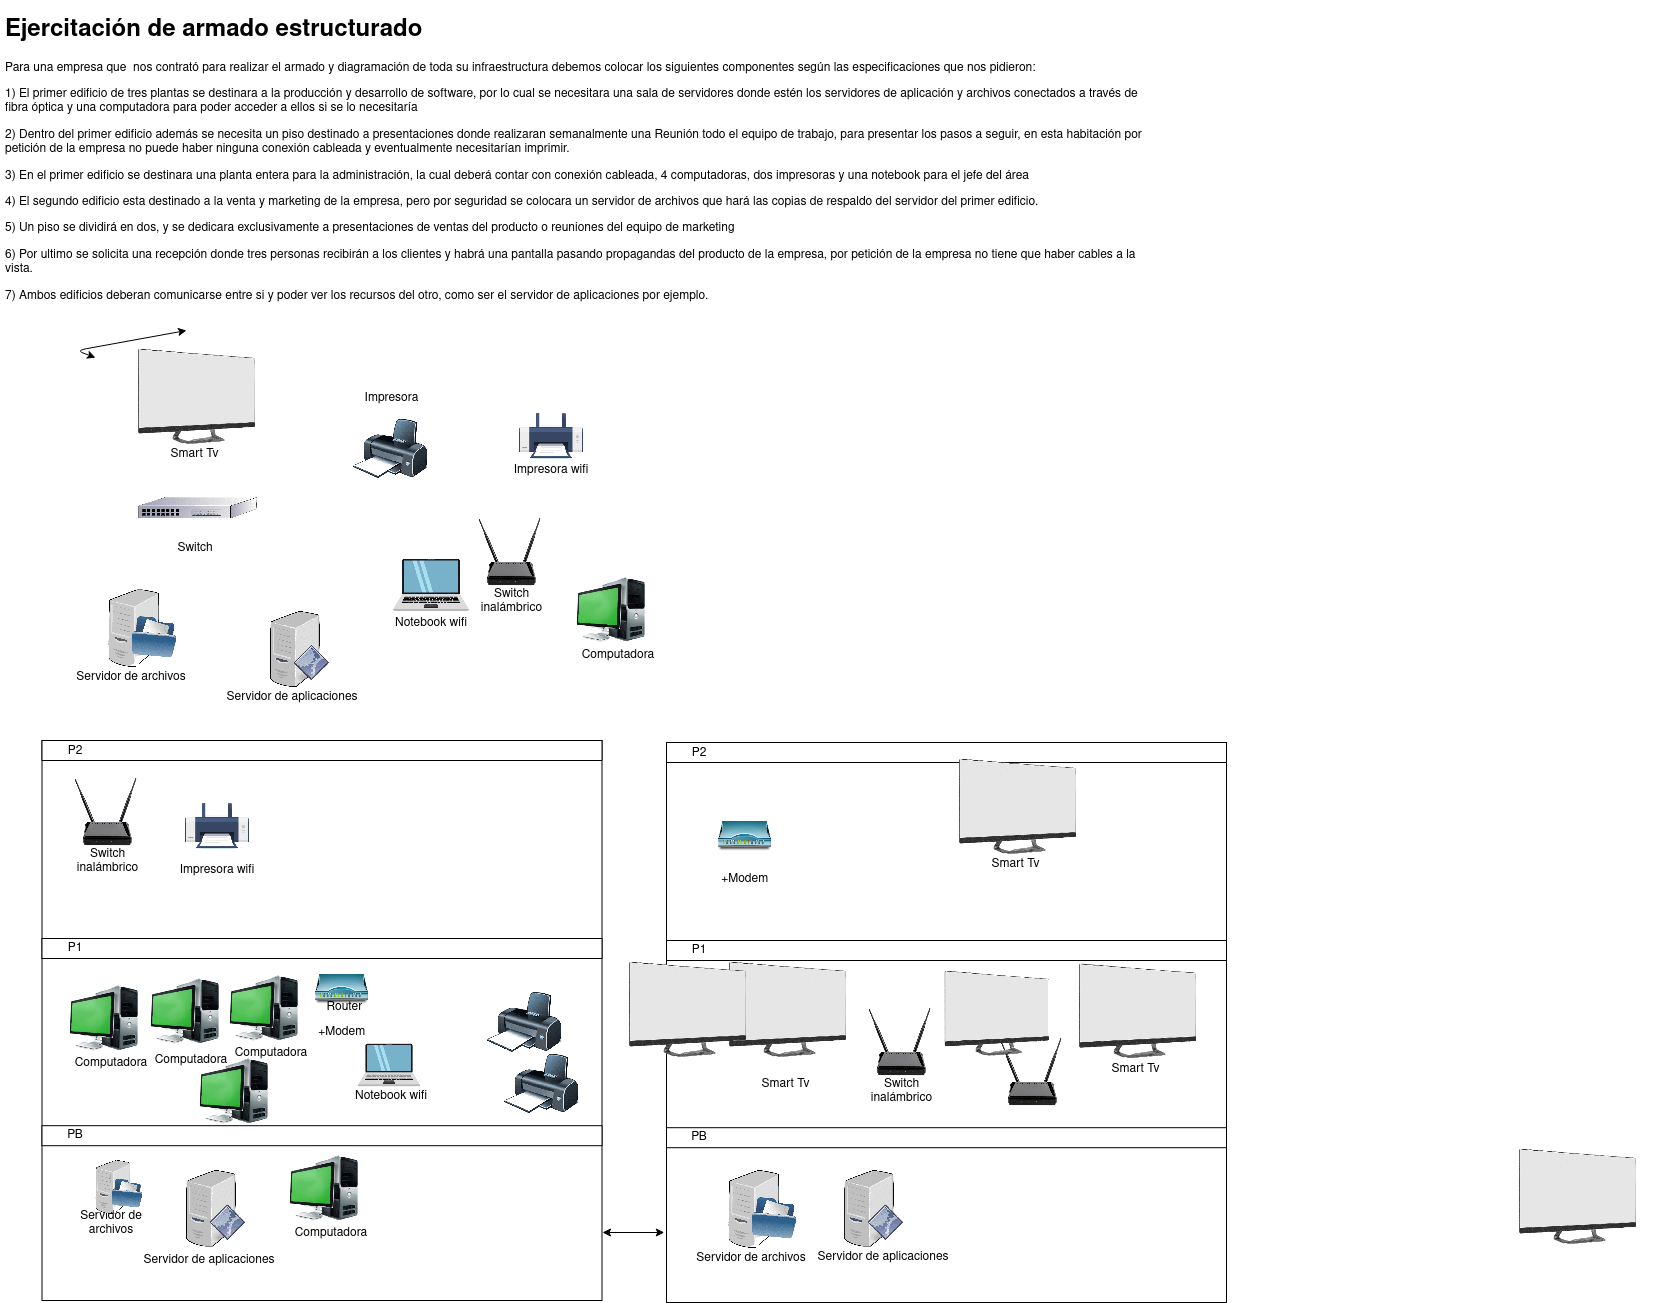 Ejercitación de armado estructurado
Para una empresa que  nos contrató para realizar el armado y diagramación de toda su infraestructura debemos colocar los siguientes componentes según las especificaciones que nos pidieron:
1) El primer edificio de tres plantas se destinara a la producción y desarrollo de software, por lo cual se necesitara una sala de servidores donde estén los servidores de aplicación y archivos conectados a través de
fibra óptica y una computadora para poder acceder a ellos si se lo necesitaría
2) Dentro del primer edificio además se necesita un piso destinado a presentaciones donde realizaran semanalmente una Reunión todo el equipo de trabajo, para presentar los pasos a seguir, en esta habitación por
petición de la empresa no puede haber ninguna conexión cableada y eventualmente necesitarían imprimir.
3) En el primer edificio se destinara una planta entera para la administración, la cual deberá contar con conexión cableada, 4 computadoras, dos impresoras y una notebook para el jefe del área
4) El segundo edificio esta destinado a la venta y marketing de la empresa, pero por seguridad se colocara un servidor de archivos que hará las copias de respaldo del servidor del primer edificio.
5) Un piso se dividirá en dos, y se dedicara exclusivamente a presentaciones de ventas del producto o reuniones del equipo de marketing
6) Por ultimo se solicita una recepción donde tres personas recibirán a los clientes y habrá una pantalla pasando propagandas del producto de la empresa, por petición de la empresa no tiene que haber cables a la
vista.
7) Ambos edificios deberan comunicarse entre si y poder ver los recursos del otro, como ser el servidor de aplicaciones por ejemplo.
Impresora
Smart Tv
Impresora wifi
Switch
Switch
inalámbrico
Notebook wifi
Computadora
Servidor de archivos
Servidor de aplicaciones
P2
Switch
inalámbrico
Impresora wifi
P1
Computadora
Computadora
Computadora
Router
+Modem
Notebook wifi
PB
Servidor de
archivos
Servidor de aplicaciones
Computadora
P2
+Modem
Smart Tv
P1
Smart Tv
Switch
inalámbrico
Smart Tv
PB
Servidor de archivos
Servidor de aplicaciones